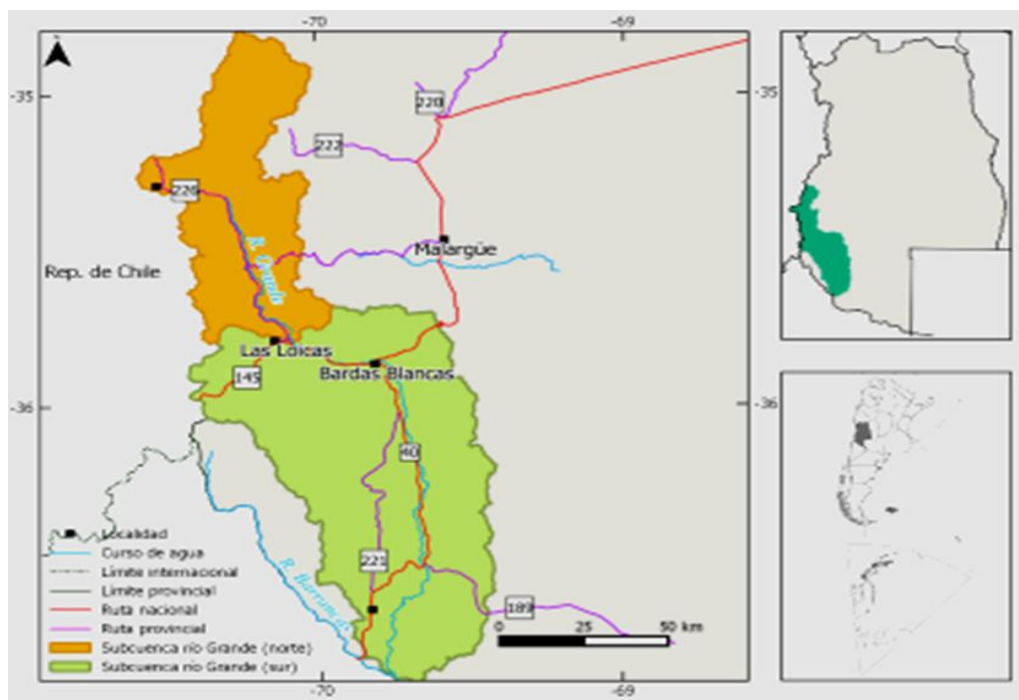 -70
-69
-35
-35
220
222
226
R. Grande
Malargüe
Rep. de Chile
Las Loicas
Bardas Blancas
145
-36
-36
40
R. Barrancas
221
189
Localidad
Curso de agua
Límite internacional
Límite provincial
Ruta nacional
Ruta provincial
Subcuenca río Grande (norte)
Subcuenca río Grande (sur)
0 25 50 km
-70
-69